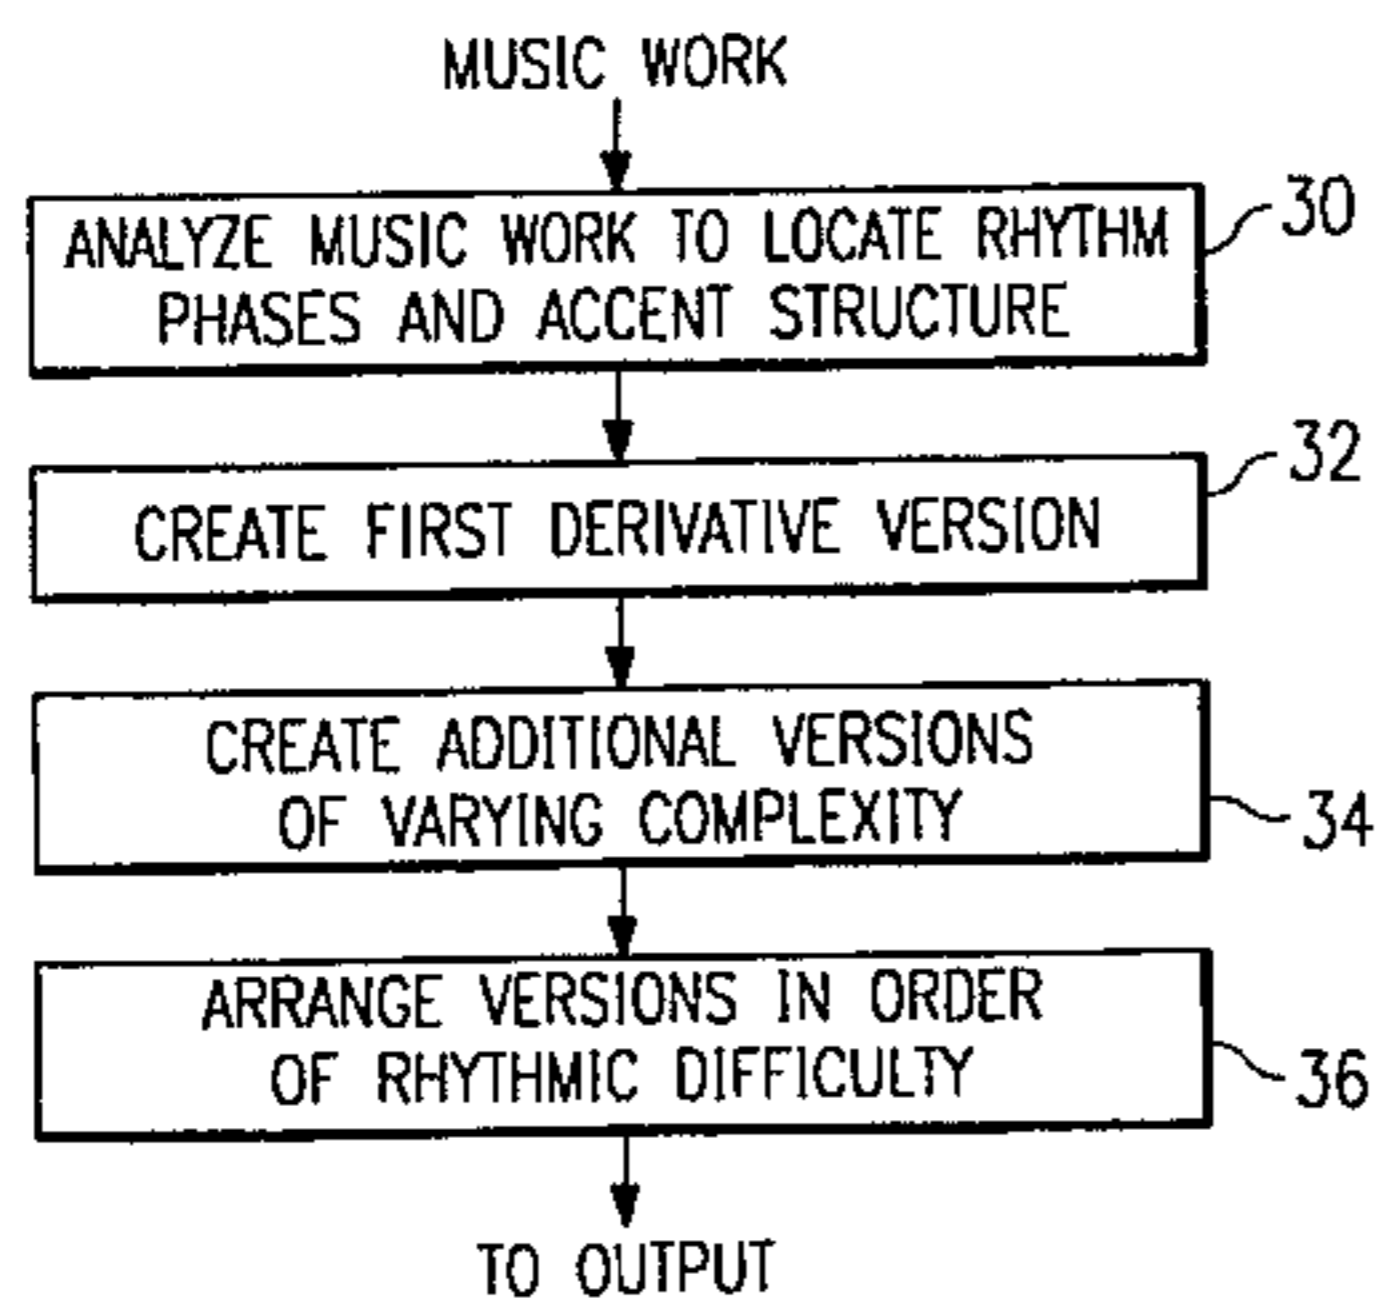 MUSIC WORK
ANALYZE MUSIC WORK TO LOCATE RHYTHM
PHASES AND ACCENT STRUCTURE
30
CREATE FIRST DERIVATIVE VERSION
32
CREATE ADDITIONAL VERSIONS
OF VARYING COMPLEXITY
34
ARRANGE VERSIONS IN ORDER
OF RHYTHMIC DIFFICULTY
36
TO OUTPUT